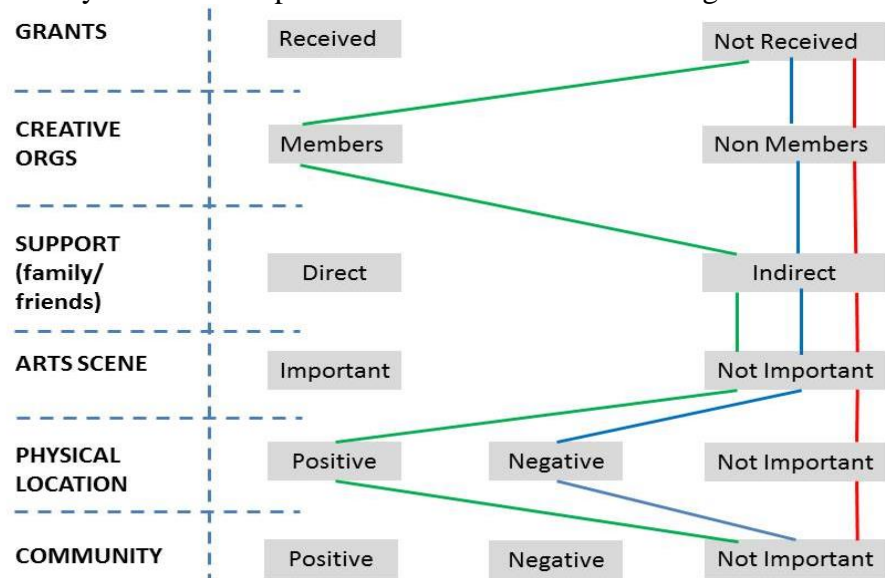 GRANTS
Received
Not Received
CREATIVE
ORGS
Members
Non Members
SUPPORT
(family/
friends)
Direct
Indirect
ARTS SCENE
Important
Not Important
PHYSICAL
LOCATION
Positive
Negative
Not Important
COMMUNITY
Positive
Negative
Not Important